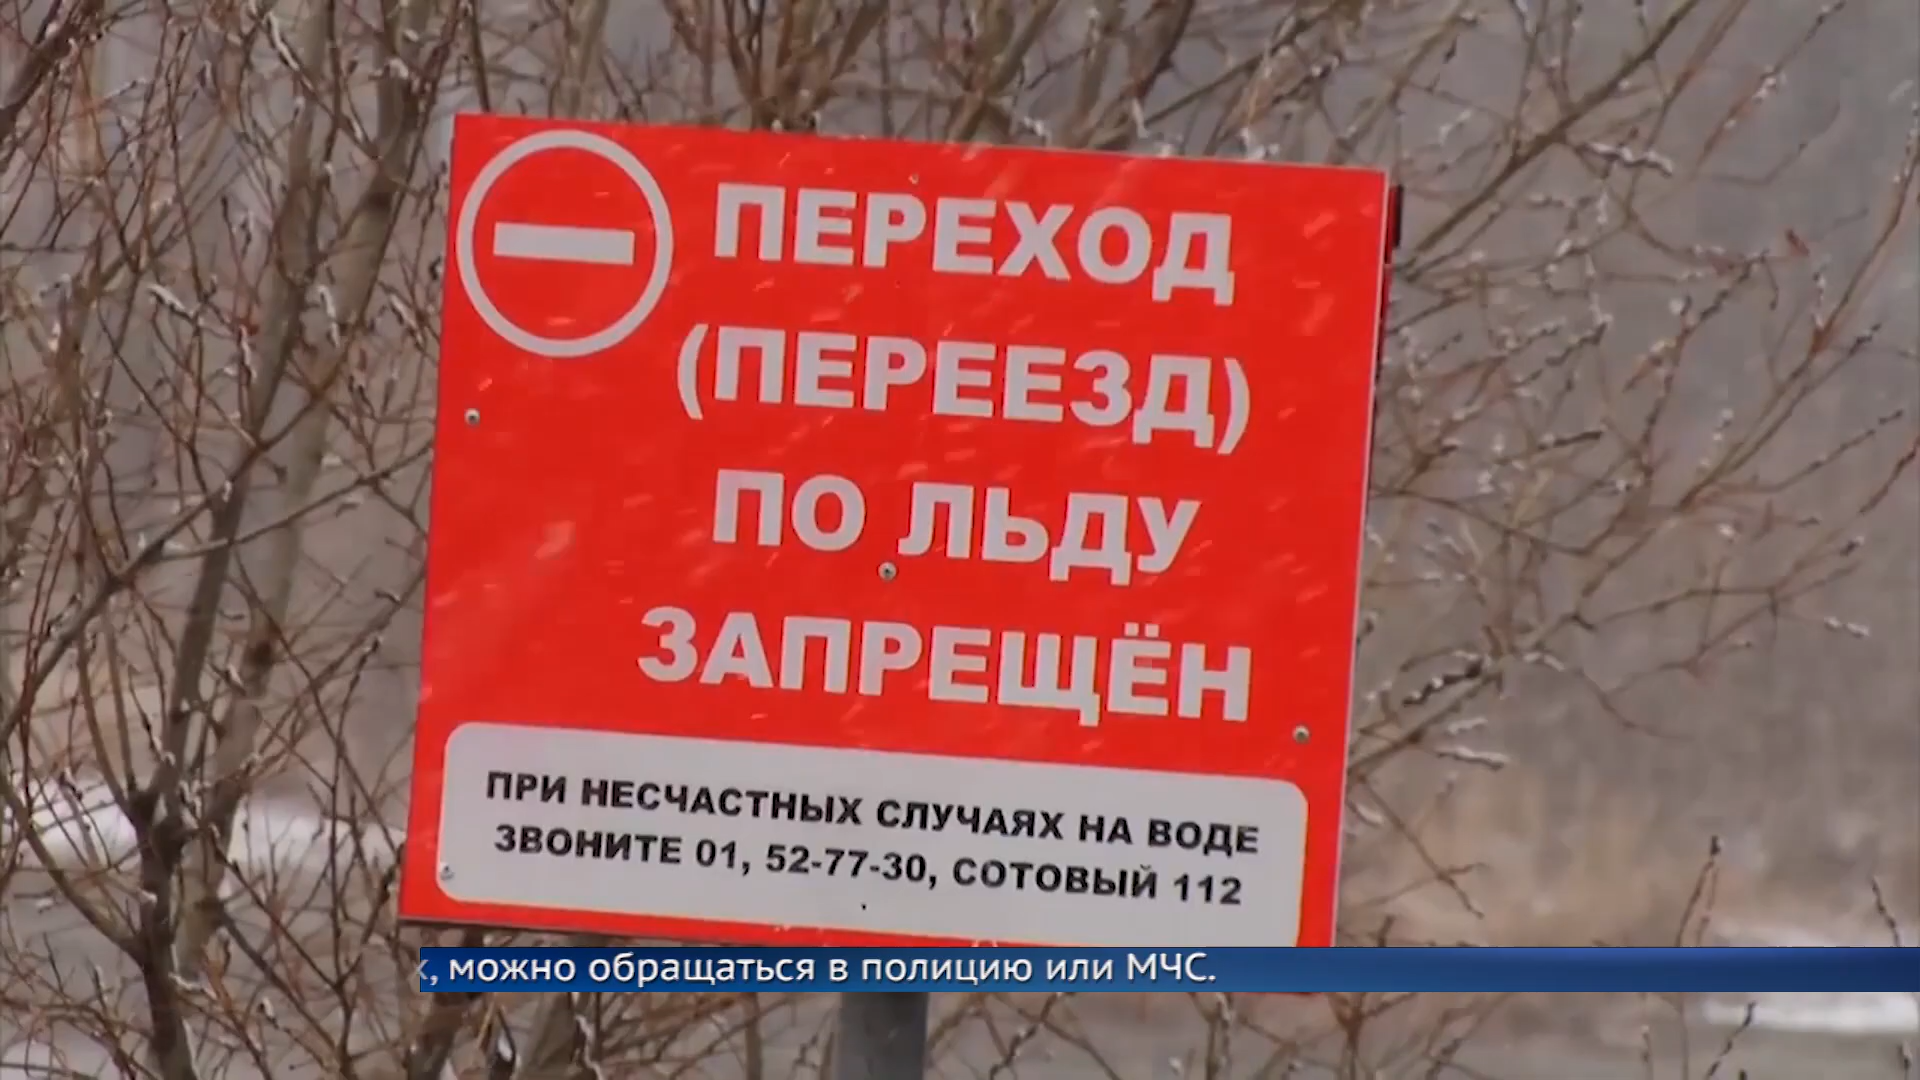 ПЕРЕХОД
(ПЕРЕЕЗД)
ПО ЛЬДУ
ЗАПРЕЩЁН
ПРИ НЕСЧАСТНЫХ СЛУЧАЯХ НА ВОДЕ
ЗВОНИТЕ 01, 52-77-30, СОТОВЫЙ 112
, можно обращаться в полицию или МЧС.